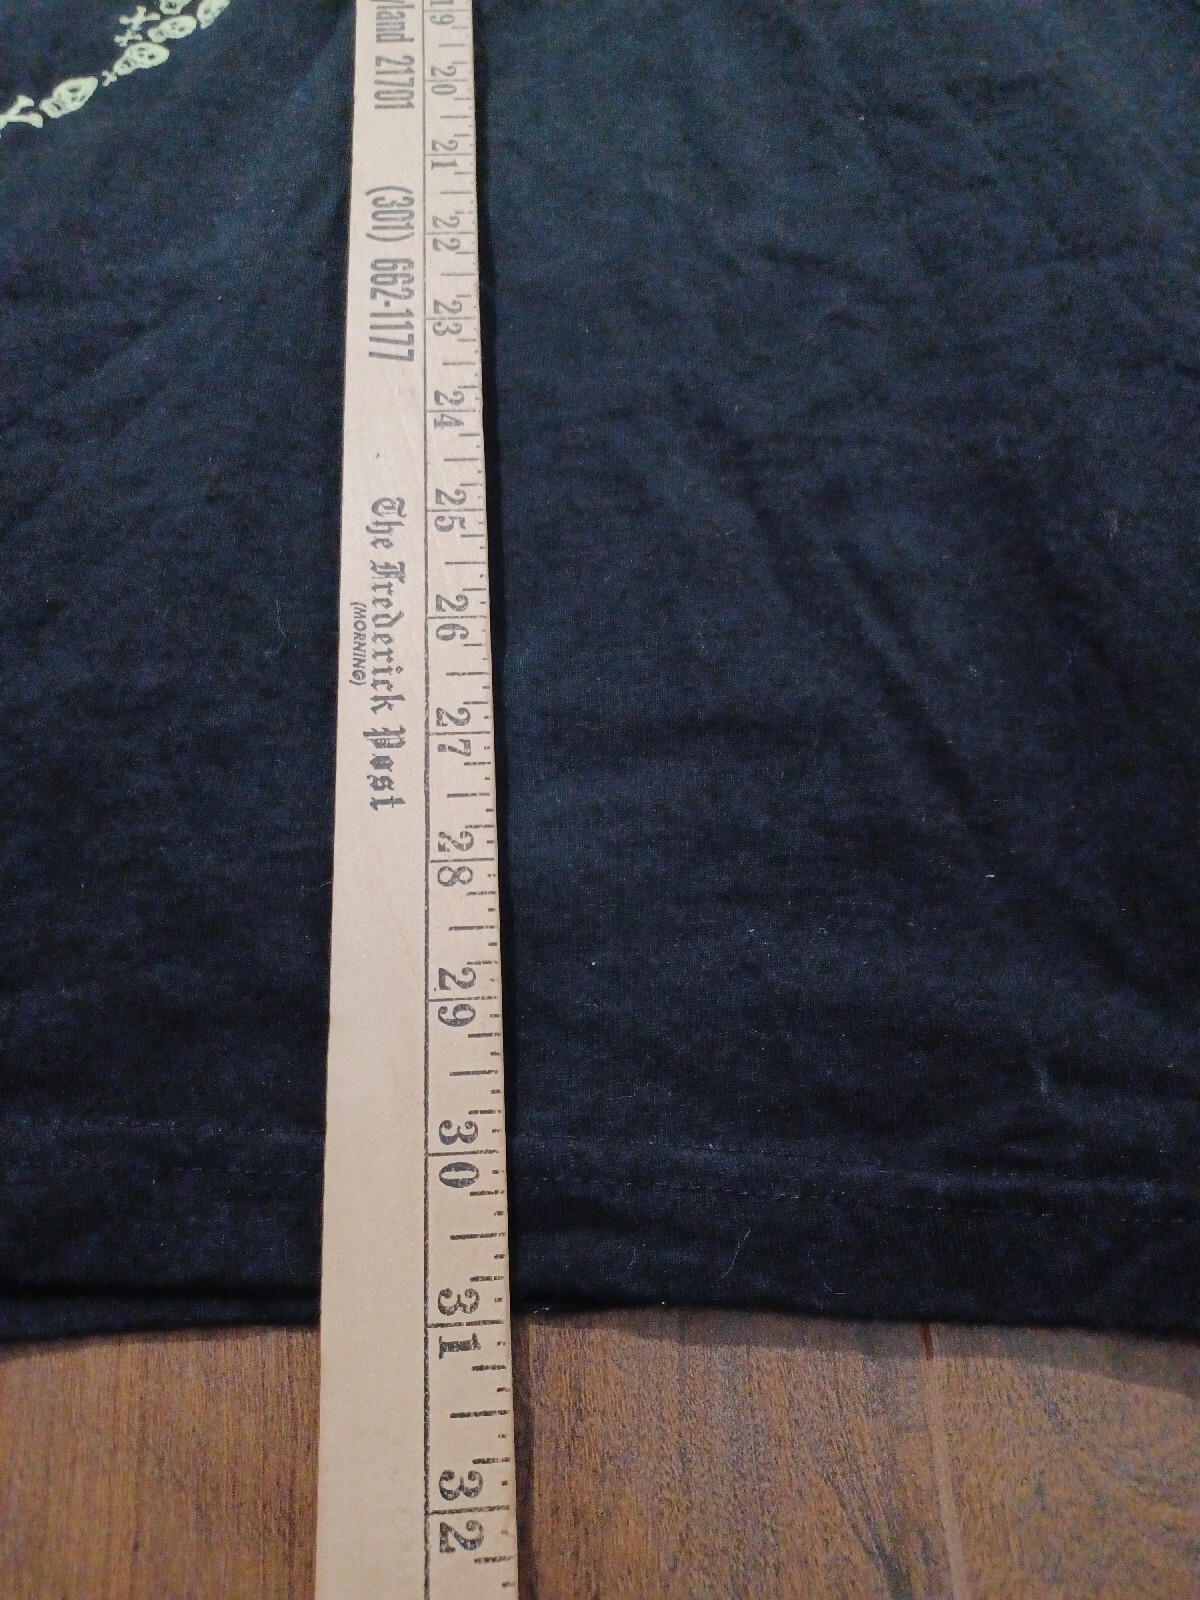 yland 21701 (301) 662-1177
The Frederick Post
(MORNING)
19 20 21 22 23 24 25 26 27 28 29 30 31 32